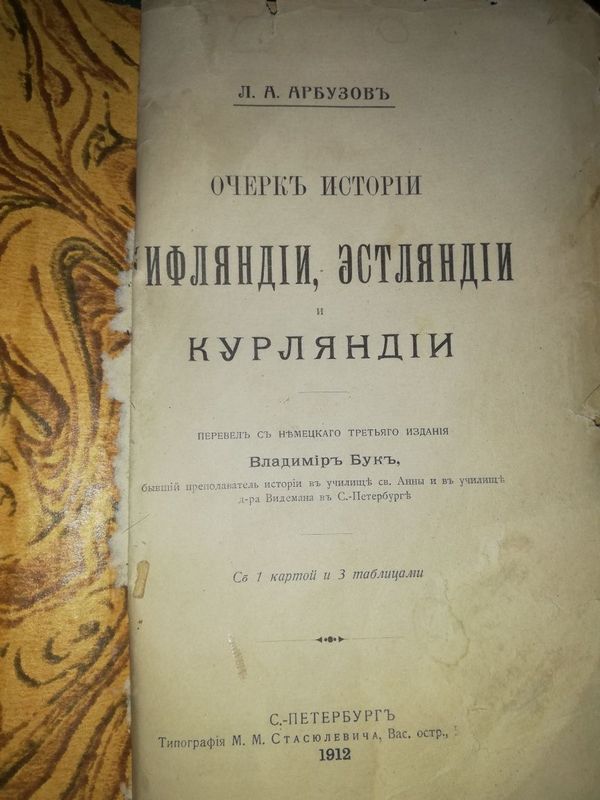 Л. А. АРБУЗОВЪ
ОЧЕРКЪ ИСТОРІИ
ИФЛЯНДІИ, ЭСТЛЯНДІИ
И
КУРЛЯНДІИ
ПЕРЕВЕЛЪ СЪ НѢМЕЦКАГО ТРЕТЬЯГО ИЗДАНІЯ
Владиміръ Букъ,
бывшій преподаватель исторіи въ училищѣ св. Анны и въ училищѣ
д-ра Видемана въ С.-Петербургѣ
Съ 1 картой и 3 таблицами
С.-ПЕТЕРБУРГЪ
Типографія М. М. Стасюлевича, Вас. остр.,
1912